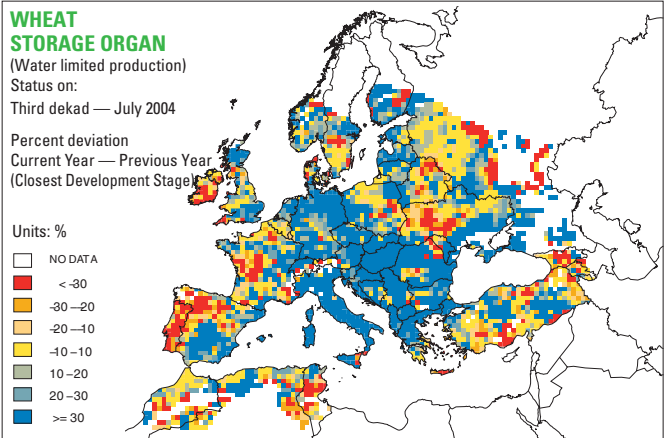 WHEAT
STORAGE ORGAN
(Water limited production)
Status on:
Third dekad — July 2004
Percent deviation
Current Year — Previous Year
(Closest Development Stage)
Units: %
NO DATA
< -30
-30 —20
-20 —10
-10 -10
10 -20
20 -30
>= 30